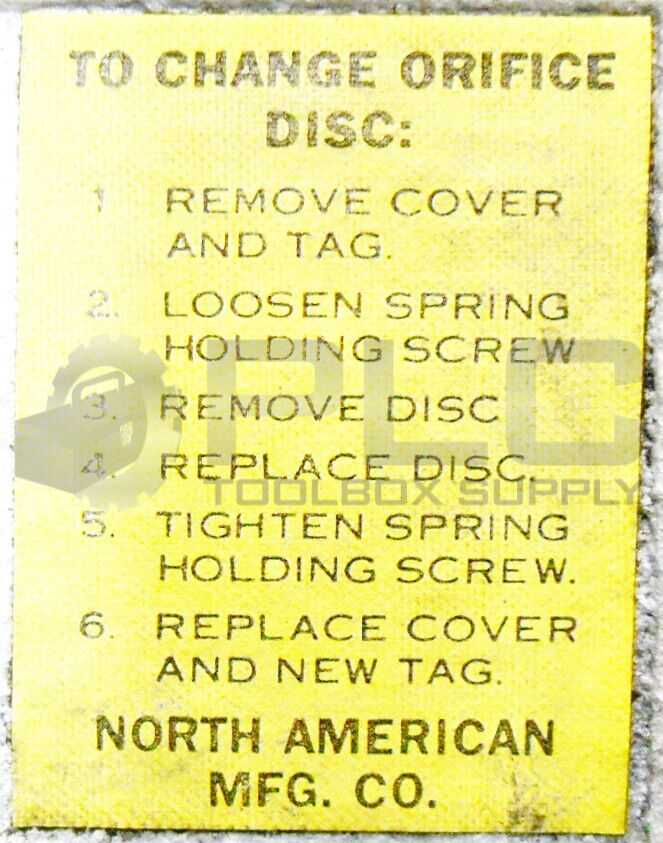 TO CHANGE ORIFICE
DISC:
1 REMOVE COVER
AND TAG.
2. LOOSEN SPRING
HOLDING SCREW
3. REMOVE DISC
4. REPLACE DISC.
5. TIGHTEN SPRING
HOLDING SCREW.
6. REPLACE COVER
AND NEW TAG.
NORTH AMERICAN
MFG. CO.
PLC
TOOLBOX SUPPLY